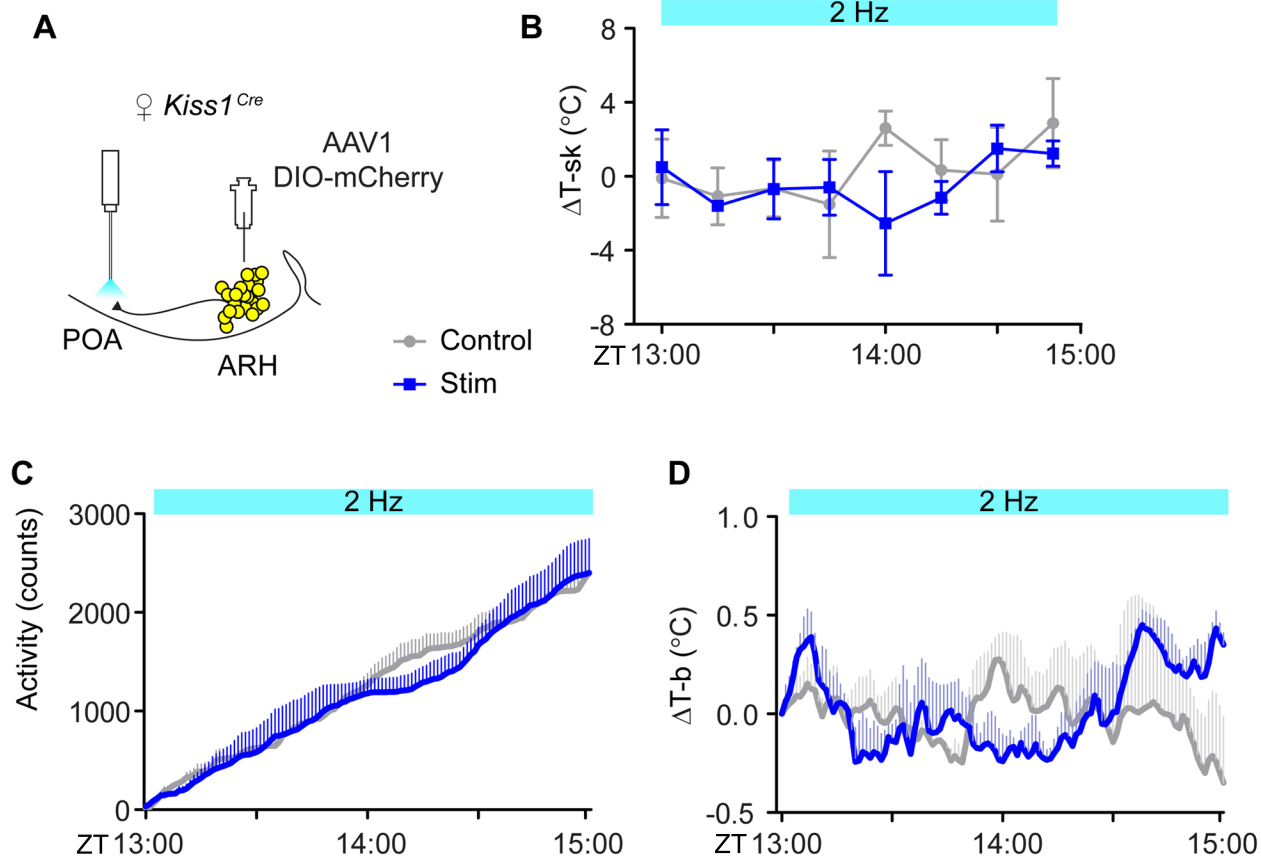 A
♀ Kiss1Cre
AAV1
DIO-mCherry
POA
ARH
Control
Stim
B
2 Hz
ΔT-sk (°C)
8
4
0
-4
-8
ZT 13:00 14:00 15:00
C
2 Hz
Activity (counts)
3000
2000
1000
0
ZT 13:00 14:00 15:00
D
2 Hz
ΔT-b (°C)
1.0
0.5
0.0
-0.5
ZT 13:00 14:00 15:00